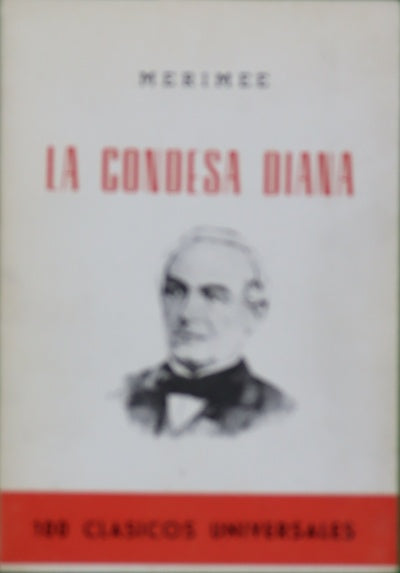 MERIMEE
LA CONDESA DIANA
100 CLASICOS UNIVERSALES